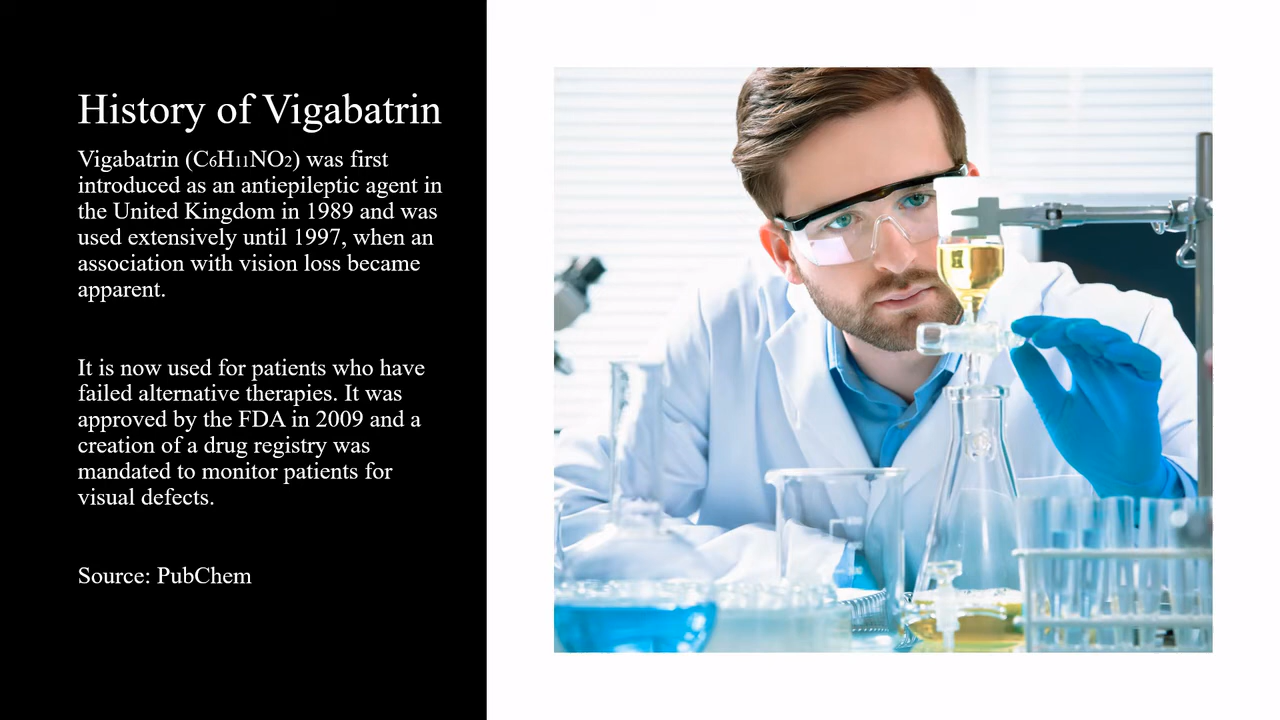 History of Vigabatrin
Vigabatrin (C₆H₁₁NO₂) was first
introduced as an antiepileptic agent in
the United Kingdom in 1989 and was
used extensively until 1997, when an
association with vision loss became
apparent.
It is now used for patients who have
failed alternative therapies. It was
approved by the FDA in 2009 and a
creation of a drug registry was
mandated to monitor patients for
visual defects.
Source: PubChem